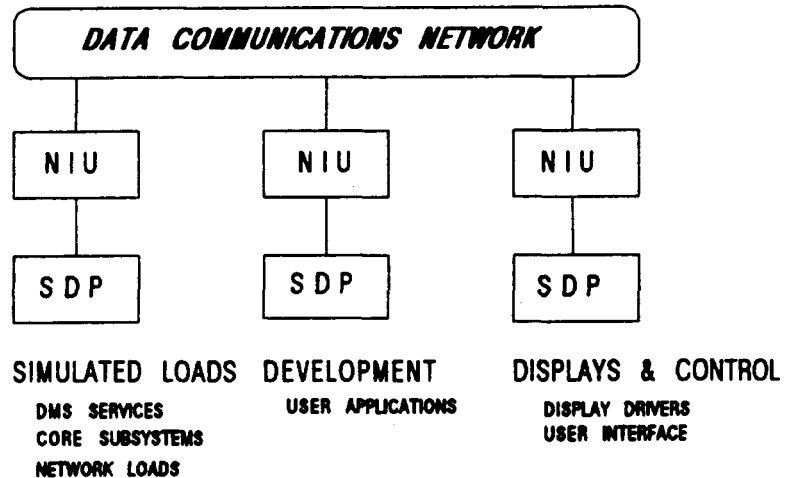 DATA COMMUNICATIONS NETWORK
NIU NIU NIU
SDP SDP SDP
SIMULATED LOADS DEVELOPMENT DISPLAYS & CONTROL
DMS SERVICES USER APPLICATIONS DISPLAY DRIVERS
CORE SUBSYSTEMS USER INTERFACE
NETWORK LOADS